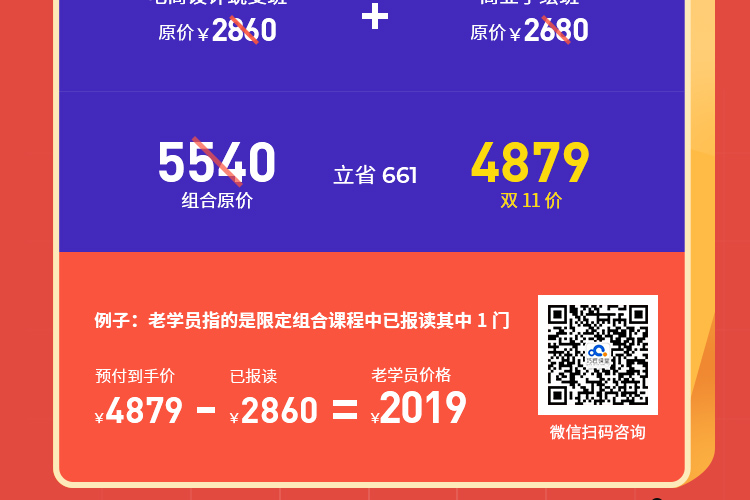 原价¥2860
+
原价¥2680
5540
组合原价
立省 661
4879
双 11 价
例子：老学员指的是限定组合课程中已报读其中 1 门
预付到手价
已报读
老学员价格
¥4879 - ¥2860 = ¥2019
微信扫码咨询